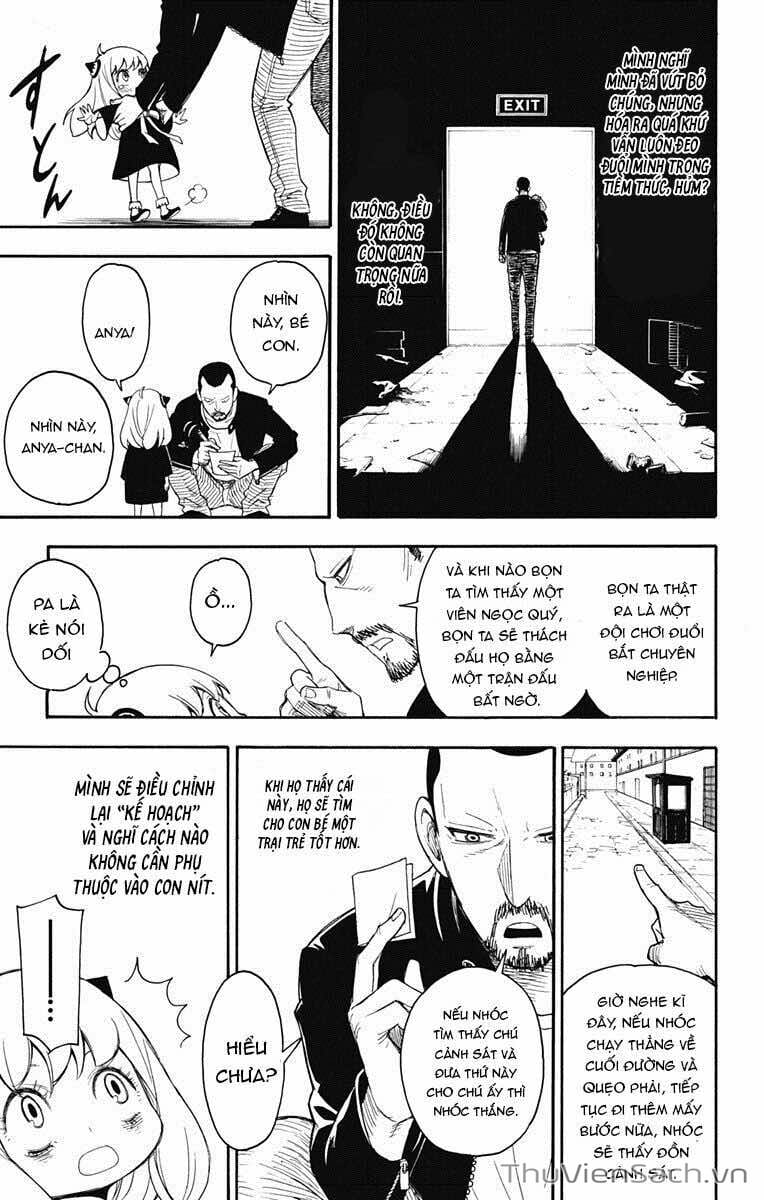 MÌNH NGHĨ
MÌNH ĐÃ VỨT BỎ
CHÚNG, NHƯNG
HÓA RA QUÁ KHỨ
VẪN LUÔN ĐEO
ĐUỔI MÌNH TRONG
TIỀM THỨC, HỪM?
EXIT
KHÔNG, ĐIỀU
ĐÓ KHÔNG
CÒN QUAN
TRỌNG NỮA
RỒI.
すとん
NHÌN
NÀY, BÉ
CON.
ANYA!
NHÌN NÀY,
ANYA-CHAN.
BỌN TA THẬT
RA LÀ MỘT
ĐỘI CHƠI ĐUỔI
BẮT CHUYÊN
NGHIỆP.
VÀ KHI NÀO BỌN
TA TÌM THẤY MỘT
VIÊN NGỌC QUÝ,
BỌN TA SẼ THÁCH
ĐẤU HỌ BẰNG
MỘT TRẬN ĐẤU
BẤT NGỜ.
Ồ...
PA LÀ
KẺ NÓI
DỐI
GIỜ NGHE KĨ
ĐÂY, NẾU NHÓC
CHẠY THẲNG VỀ
CUỐI ĐƯỜNG VÀ
QUẸO PHẢI, TIẾP
TỤC ĐI THÊM MẤY
BƯỚC NỮA, NHÓC
SẼ THẤY ĐỒN
CẢNH SÁT.
KHI HỌ THẤY CÁI
NÀY, HỌ SẼ TÌM
CHO CON BÉ MỘT
TRẠI TRẺ TỐT HƠN.
NẾU NHÓC
TÌM THẤY CHÚ
CẢNH SÁT VÀ
ĐƯA THỨ NÀY
CHO CHÚ ẤY THÌ
NHÓC THẮNG.
HIỂU
CHƯA?
MÌNH SẼ ĐIỀU CHỈNH
LẠI "KẾ HOẠCH"
VÀ NGHĨ CÁCH NÀO
KHÔNG CẦN PHỤ
THUỘC VÀO CON NÍT.
......!
ThuVienSach.vn